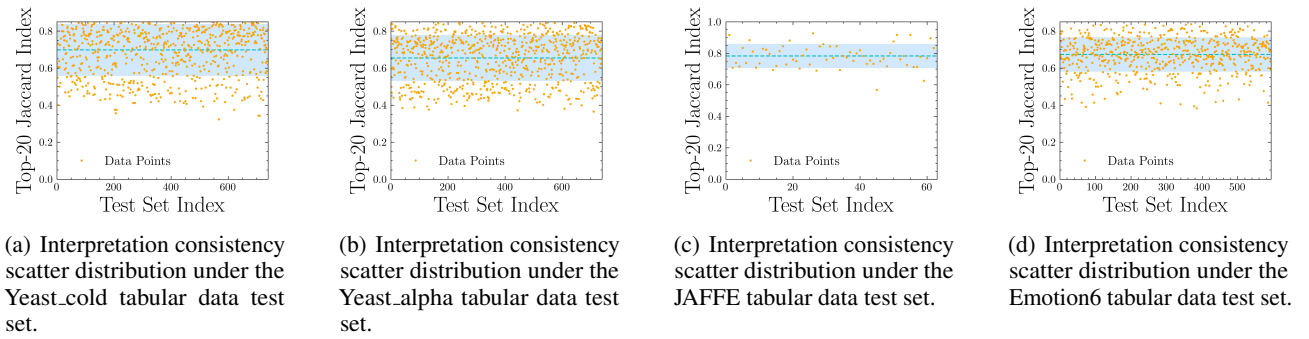 Top-20 Jaccard Index
0.8
0.6
0.4
0.2
0.0
Data Points
0 200 400 600
Test Set Index
(a) Interpretation consistency
scatter distribution under the
Yeast_cold tabular data test
set.
Top-20 Jaccard Index
0.8
0.6
0.4
0.2
0.0
Data Points
0 200 400 600
Test Set Index
(b) Interpretation consistency
scatter distribution under the
Yeast_alpha tabular data test
set.
Top-20 Jaccard Index
1.0
0.8
0.6
0.4
0.2
0.0
Data Points
0 20 40 60
Test Set Index
(c) Interpretation consistency
scatter distribution under the
JAFFE tabular data test set.
Top-20 Jaccard Index
0.8
0.6
0.4
0.2
0.0
Data Points
0 100 200 300 400 500
Test Set Index
(d) Interpretation consistency
scatter distribution under the
Emotion6 tabular data test set.